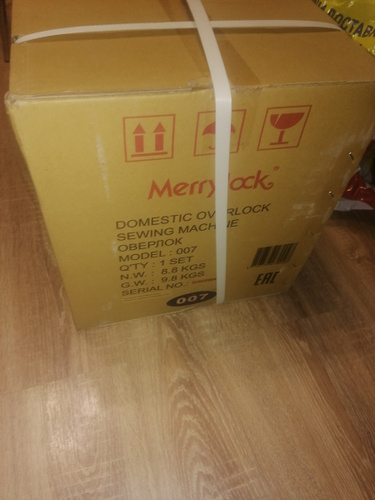 ДОСТАВ
Merrylock
DOMESTIC OVERLOCK
SEWING MACHINE
ОВЕРЛОК
MODEL : 007
Q'TY : 1 SET
N.W. : 8.8 KGS
G.W. : 9.8 KGS
SERIAL NO.:
007
EAC